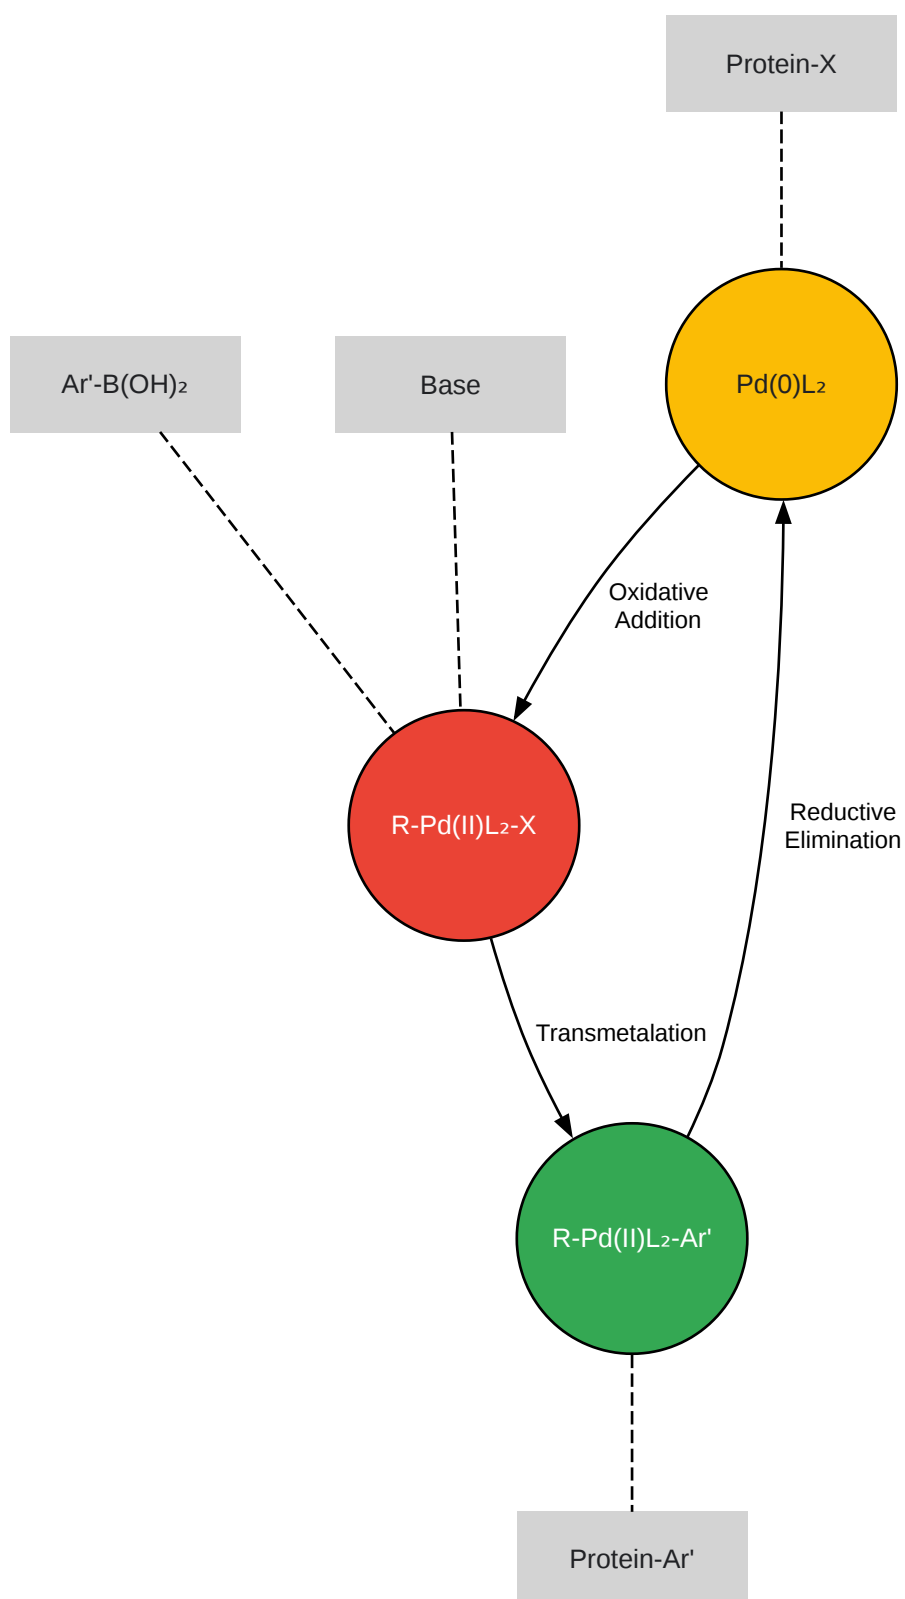 Protein-X
Ar'-B(OH)₂
Base
Pd(0)L₂
Oxidative
Addition
R-Pd(II)L₂-X
Reductive
Elimination
Transmetalation
R-Pd(II)L₂-Ar'
Protein-Ar'